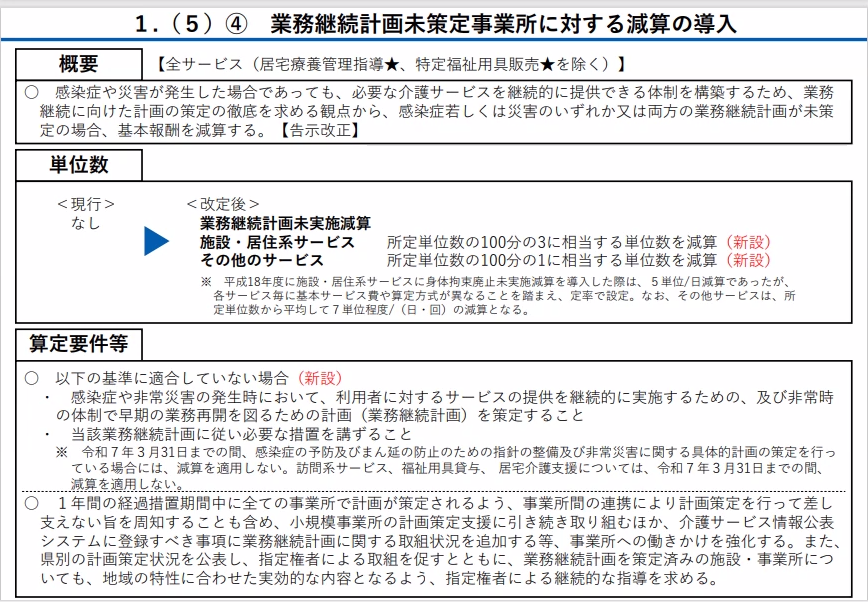 １．（５）④　業務継続計画未策定事業所に対する減算の導入
概要
【全サービス（居宅療養管理指導★、特定福祉用具販売★を除く）】
○　感染症や災害が発生した場合であっても、必要な介護サービスを継続的に提供できる体制を構築するため、業務
継続に向けた計画の策定の徹底を求める観点から、感染症若しくは災害のいずれか又は両方の業務継続計画が未策
定の場合、基本報酬を減算する。【告示改正】
単位数
＜現行＞
なし
＜改定後＞
業務継続計画未実施減算
施設・居住系サービス　所定単位数の100分の3に相当する単位数を減算（新設）
その他のサービス　所定単位数の100分の1に相当する単位数を減算（新設）
※　平成18年度に施設・居住系サービスに身体拘束廃止未実施減算を導入した際は、５単位/日減算であったが、
各サービス毎に基本サービス費や算定方式が異なることを踏まえ、定率で設定。なお、その他サービスは、所
定単位数から平均して７単位程度/（日・回）の減算となる。
算定要件等
○　以下の基準に適合していない場合（新設）
・　感染症や非常災害の発生時において、利用者に対するサービスの提供を継続的に実施するための、及び非常時
の体制で早期の業務再開を図るための計画（業務継続計画）を策定すること
・　当該業務継続計画に従い必要な措置を講ずること
※　令和７年３月31日までの間、感染症の予防及びまん延の防止のための指針の整備及び非常災害に関する具体的計画の策定を行っ
ている場合には、減算を適用しない。訪問系サービス、福祉用具貸与、居宅介護支援については、令和７年３月31日までの間、
減算を適用しない。
○　１年間の経過措置期間中に全ての事業所で計画が策定されるよう、事業所間の連携により計画策定を行って差し
支えない旨を周知することも含め、小規模事業所の計画策定支援に引き続き取り組むほか、介護サービス情報公表
システムに登録すべき事項に業務継続計画に関する取組状況を追加する等、事業所への働きかけを強化する。また、
県別の計画策定状況を公表し、指定権者による取組を促すとともに、業務継続計画を策定済みの施設・事業所につ
いても、地域の特性に合わせた実効的な内容となるよう、指定権者による継続的な指導を求める。